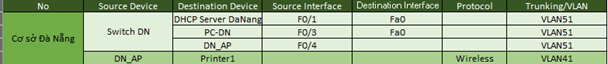 No	Source Device	Destination Device	Source Interface	Destination Interface	Protocol	Trunking/VLAN
Cơ sở Đà Nẵng	Switch DN	DHCP Server DaNang	F0/1	Fa0		VLAN51
PC-DN	F0/3	Fa0		VLAN51
DN_AP	F0/4			VLAN51
DN_AP	Printer1			Wireless	VLAN41